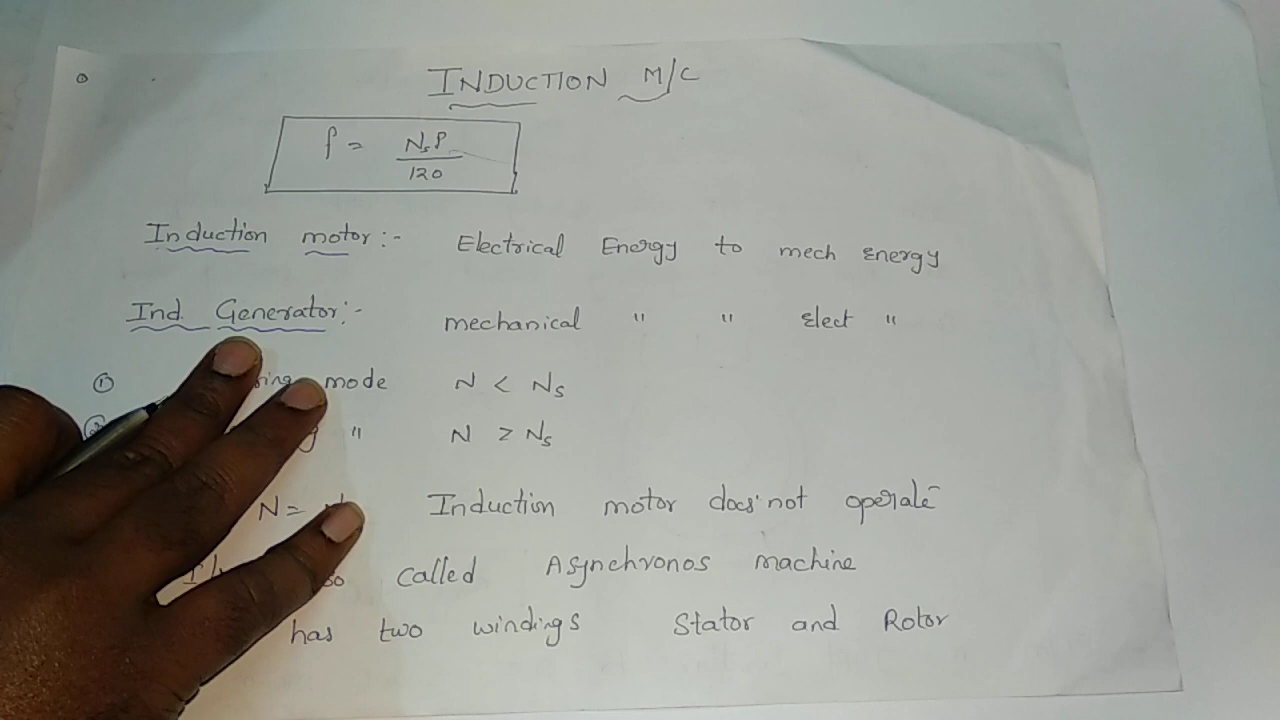 INDUCTION M/C
f = NsP / 120
Induction motor :- Electrical Energy to mech Energy
Ind. Generator :- mechanical " " Elect "
① mode N < Ns
" N > Ns
N = Induction motor does' not operate
called Asynchronos machine
has two windings Stator and Rotor